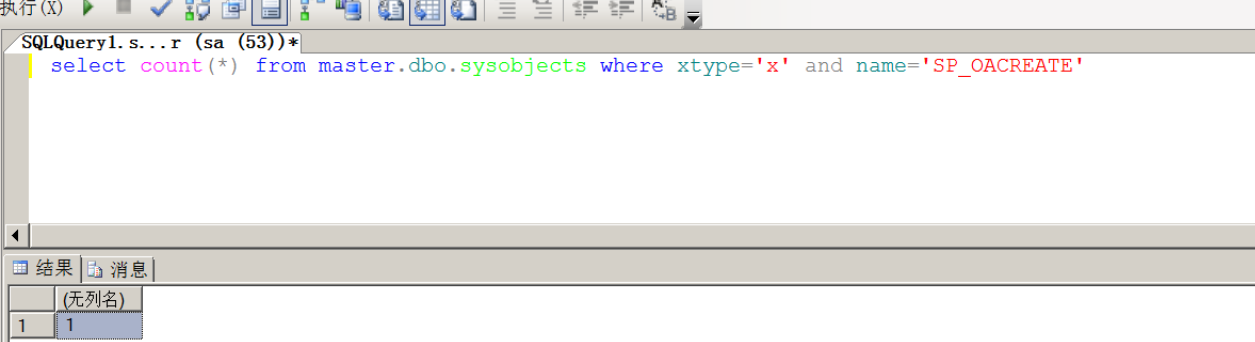 执行(X)
SQLQuery1.s...r (sa (53))*
select count(*) from master.dbo.sysobjects where xtype='x' and name='SP_OACREATE'
结果 消息
(无列名)
1 1